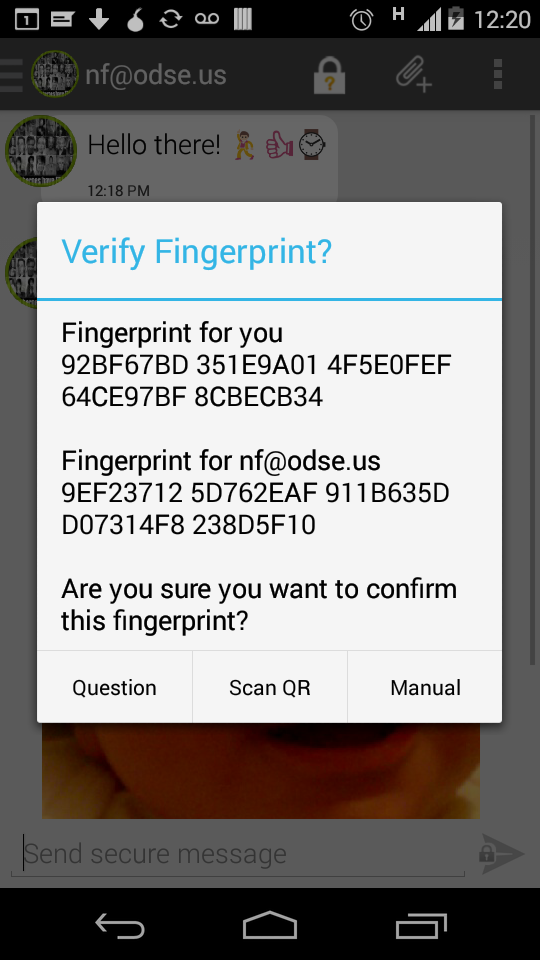 1
H
12:20
nf@odse.us
Hello there!
12:18 PM
Verify Fingerprint?
Fingerprint for you
92BF67BD 351E9A01 4F5E0FEF
64CE97BF 8CBECB34
Fingerprint for nf@odse.us
9EF23712 5D762EAF 911B635D
D07314F8 238D5F10
Are you sure you want to confirm
this fingerprint?
Question
Scan QR
Manual
Send secure message